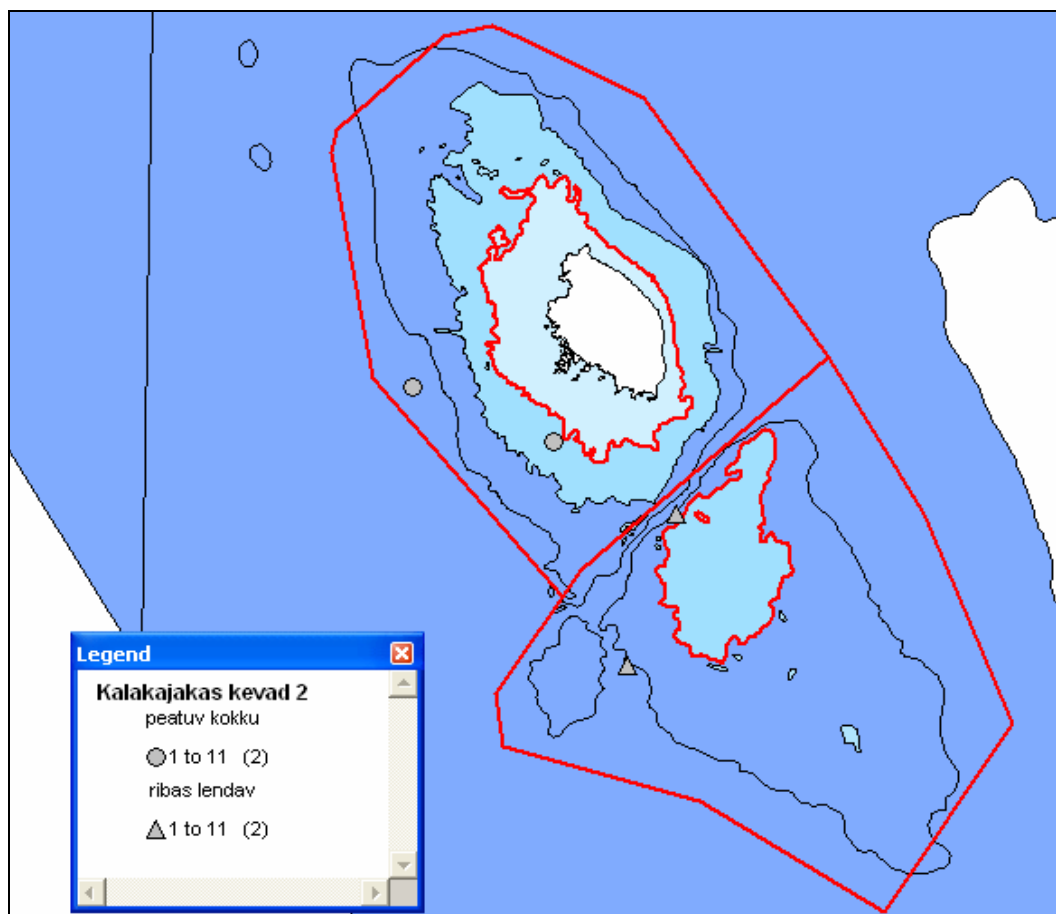 Legend
Kalakajakas kevad 2
peatuv kokku
1 to 11 (2)
ribas lendav
1 to 11 (2)